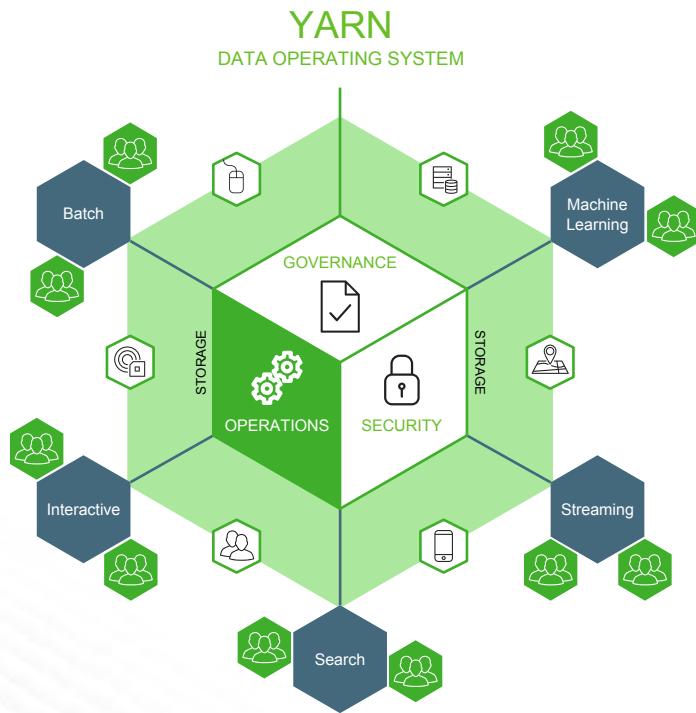 YARN
DATA OPERATING SYSTEM
Batch
Machine
Learning
GOVERNANCE
STORAGE
STORAGE
OPERATIONS
SECURITY
Interactive
Streaming
Search